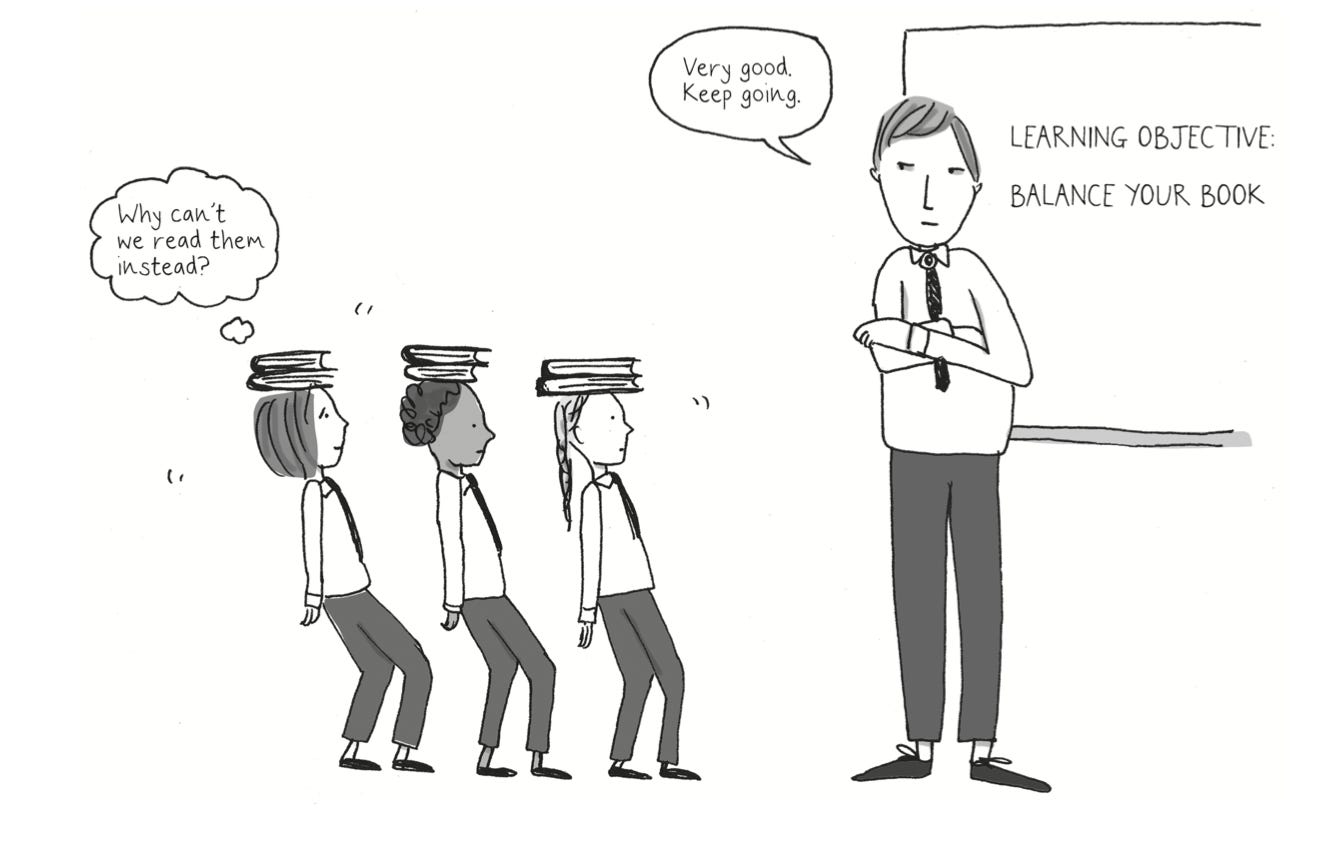 Very good.
Keep going.
LEARNING OBJECTIVE:
BALANCE YOUR BOOK
Why can't
we read them
instead?